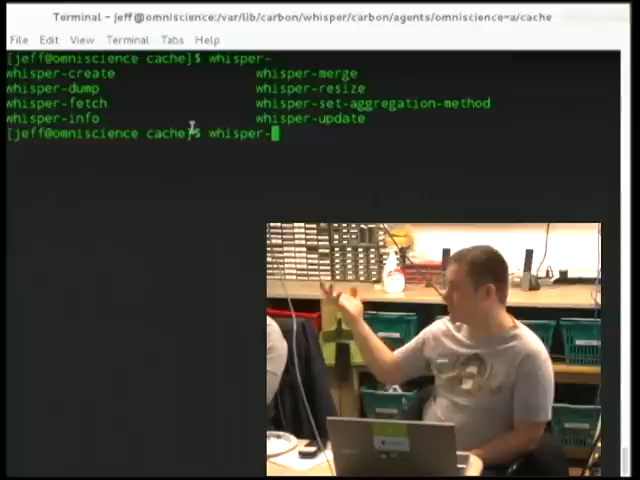 Terminal - jeff@omniscience:/var/lib/carbon/whisper/carbon/agents/omniscience-a/cache
File Edit View Terminal Tabs Help
[jeff@omniscience cache]$ whisper-
whisper-create whisper-merge
whisper-dump whisper-resize
whisper-fetch whisper-set-aggregation-method
whisper-info whisper-update
[jeff@omniscience cache]$ whisper-